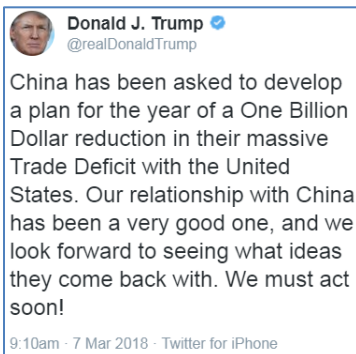 Donald J. Trump
@realDonaldTrump
China has been asked to develop
a plan for the year of a One Billion
Dollar reduction in their massive
Trade Deficit with the United
States. Our relationship with China
has been a very good one, and we
look forward to seeing what ideas
they come back with. We must act
soon!
9:10am · 7 Mar 2018 · Twitter for iPhone